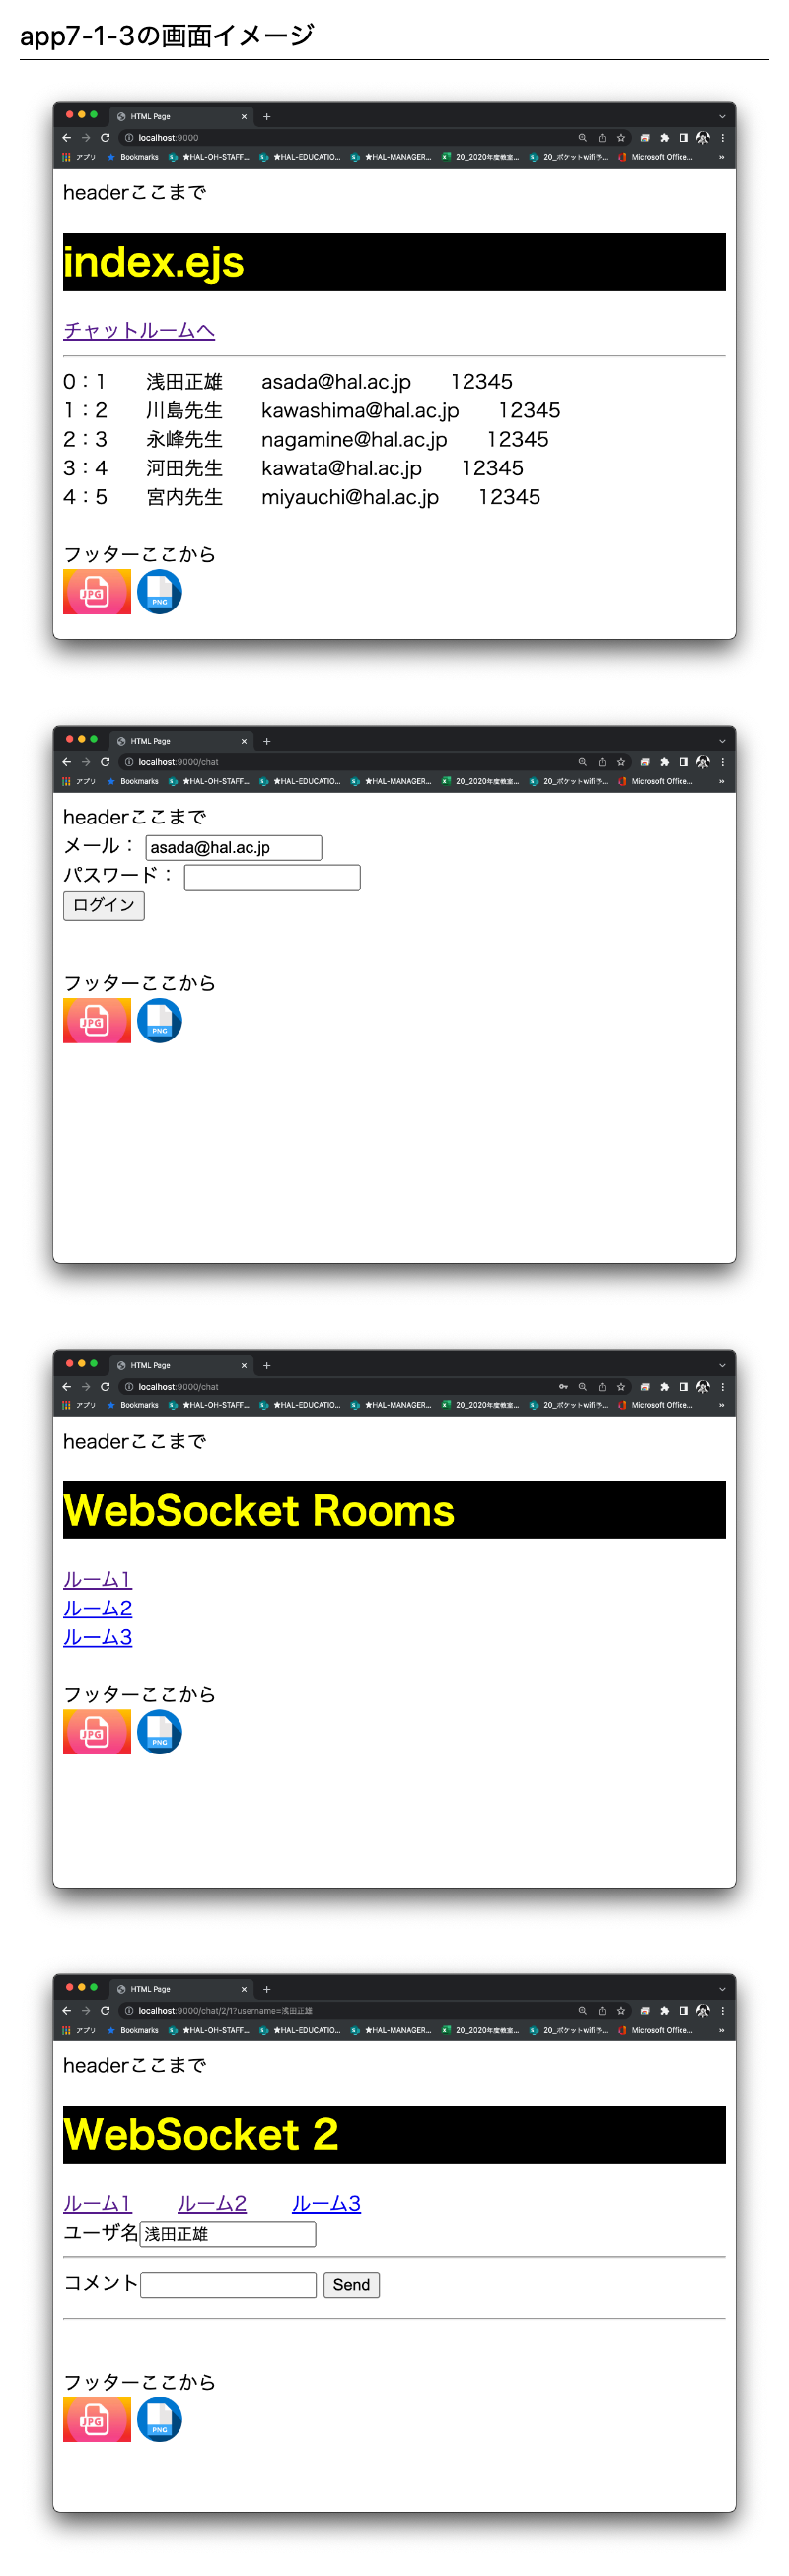 app7-1-3の画面イメージ
HTML Page
localhost:9000
アプリ Bookmarks ★HAL-OH-STAFF... ★HAL-EDUCATIO... ★HAL-MANAGER... 20_2020年度教室... 20_ポケットwifi予... Microsoft Office... »
headerここまで
index.ejs
チャットルームへ
0：1 浅田正雄 asada@hal.ac.jp 12345
1：2 川島先生 kawashima@hal.ac.jp 12345
2：3 永峰先生 nagamine@hal.ac.jp 12345
3：4 河田先生 kawata@hal.ac.jp 12345
4：5 宮内先生 miyauchi@hal.ac.jp 12345
フッターここから
JPG PNG
HTML Page
localhost:9000/chat
アプリ Bookmarks ★HAL-OH-STAFF... ★HAL-EDUCATIO... ★HAL-MANAGER... 20_2020年度教室... 20_ポケットwifi予... Microsoft Office... »
headerここまで
メール： asada@hal.ac.jp
パスワード：
ログイン
フッターここから
JPG PNG
HTML Page
localhost:9000/chat
アプリ Bookmarks ★HAL-OH-STAFF... ★HAL-EDUCATIO... ★HAL-MANAGER... 20_2020年度教室... 20_ポケットwifi予... Microsoft Office... »
headerここまで
WebSocket Rooms
ルーム1
ルーム2
ルーム3
フッターここから
JPG PNG
HTML Page
localhost:9000/chat/2/1?username=浅田正雄
アプリ Bookmarks ★HAL-OH-STAFF... ★HAL-EDUCATIO... ★HAL-MANAGER... 20_2020年度教室... 20_ポケットwifi予... Microsoft Office... »
headerここまで
WebSocket 2
ルーム1 ルーム2 ルーム3
ユーザ名 浅田正雄
コメント Send
フッターここから
JPG PNG